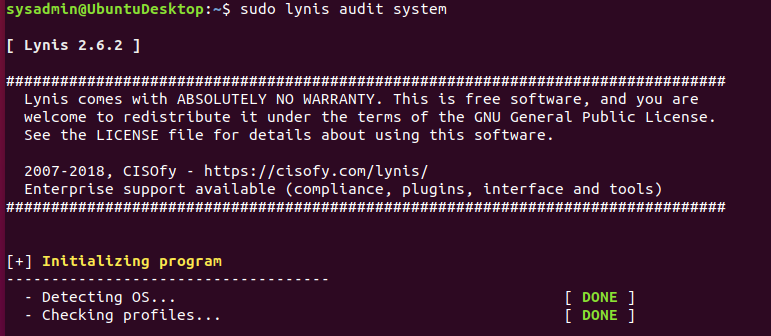 sysadmin@UbuntuDesktop:~$ sudo lynis audit system
[ Lynis 2.6.2 ]
################################################################################
Lynis comes with ABSOLUTELY NO WARRANTY. This is free software, and you are
welcome to redistribute it under the terms of the GNU General Public License.
See the LICENSE file for details about using this software.
2007-2018, CISOfy - https://cisofy.com/lynis/
Enterprise support available (compliance, plugins, interface and tools)
################################################################################
[+] Initializing program
------------------------------------
- Detecting OS... [ DONE ]
- Checking profiles... [ DONE ]